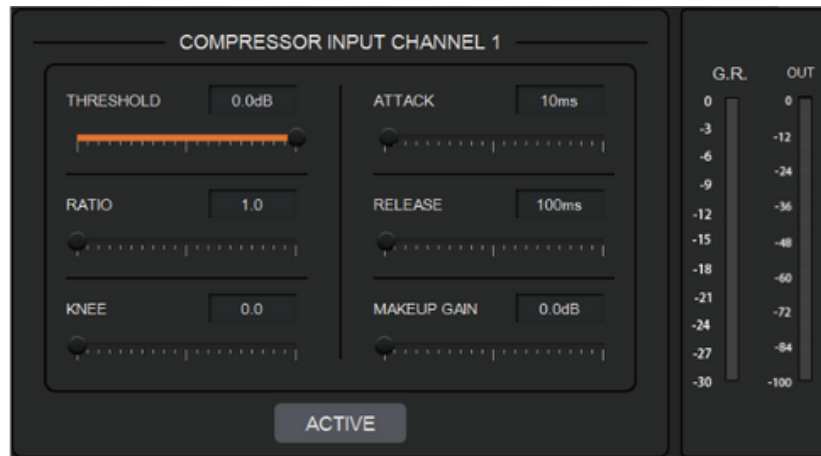 COMPRESSOR INPUT CHANNEL 1
THRESHOLD 0.0dB
ATTACK 10ms
RATIO 1.0
RELEASE 100ms
KNEE 0.0
MAKEUP GAIN 0.0dB
ACTIVE
G.R. OUT
0 0
-3
-12
-6
-24
-9
-12 -36
-15 -48
-18
-60
-21
-72
-24
-84
-27
-30 -100